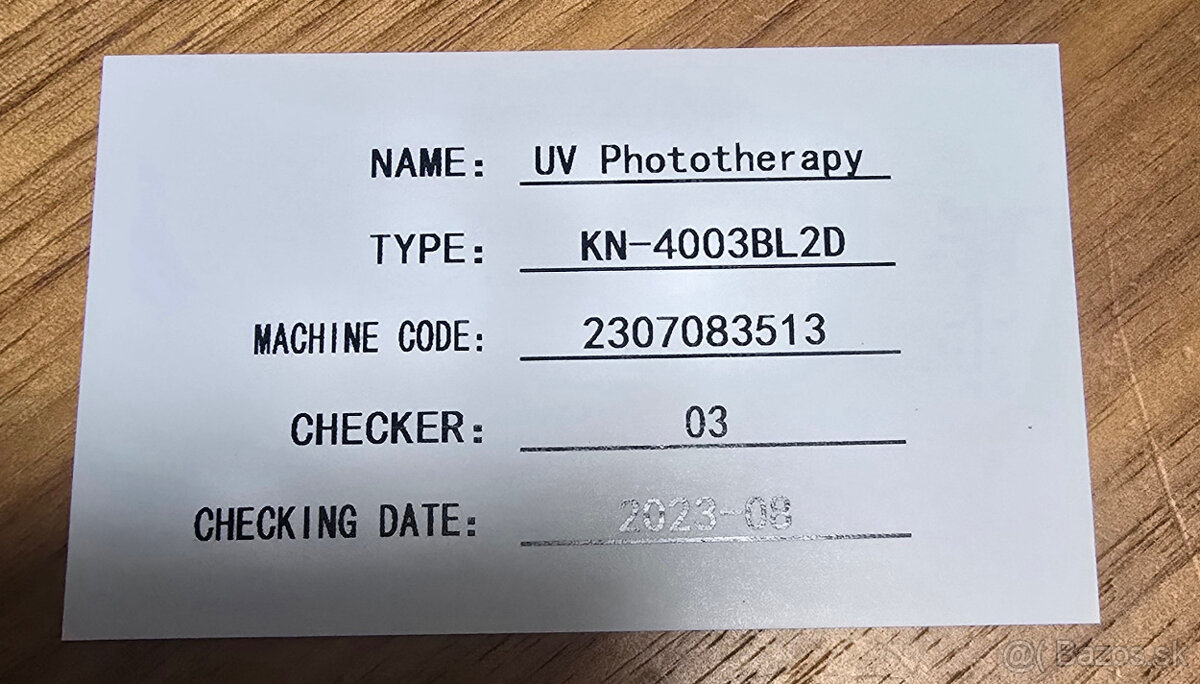 NAME: UV Phototherapy
TYPE: KN-4003BL2D
MACHINE CODE: 2307083513
CHECKER: 03
CHECKING DATE: 2023-08
@( Bazos.sk